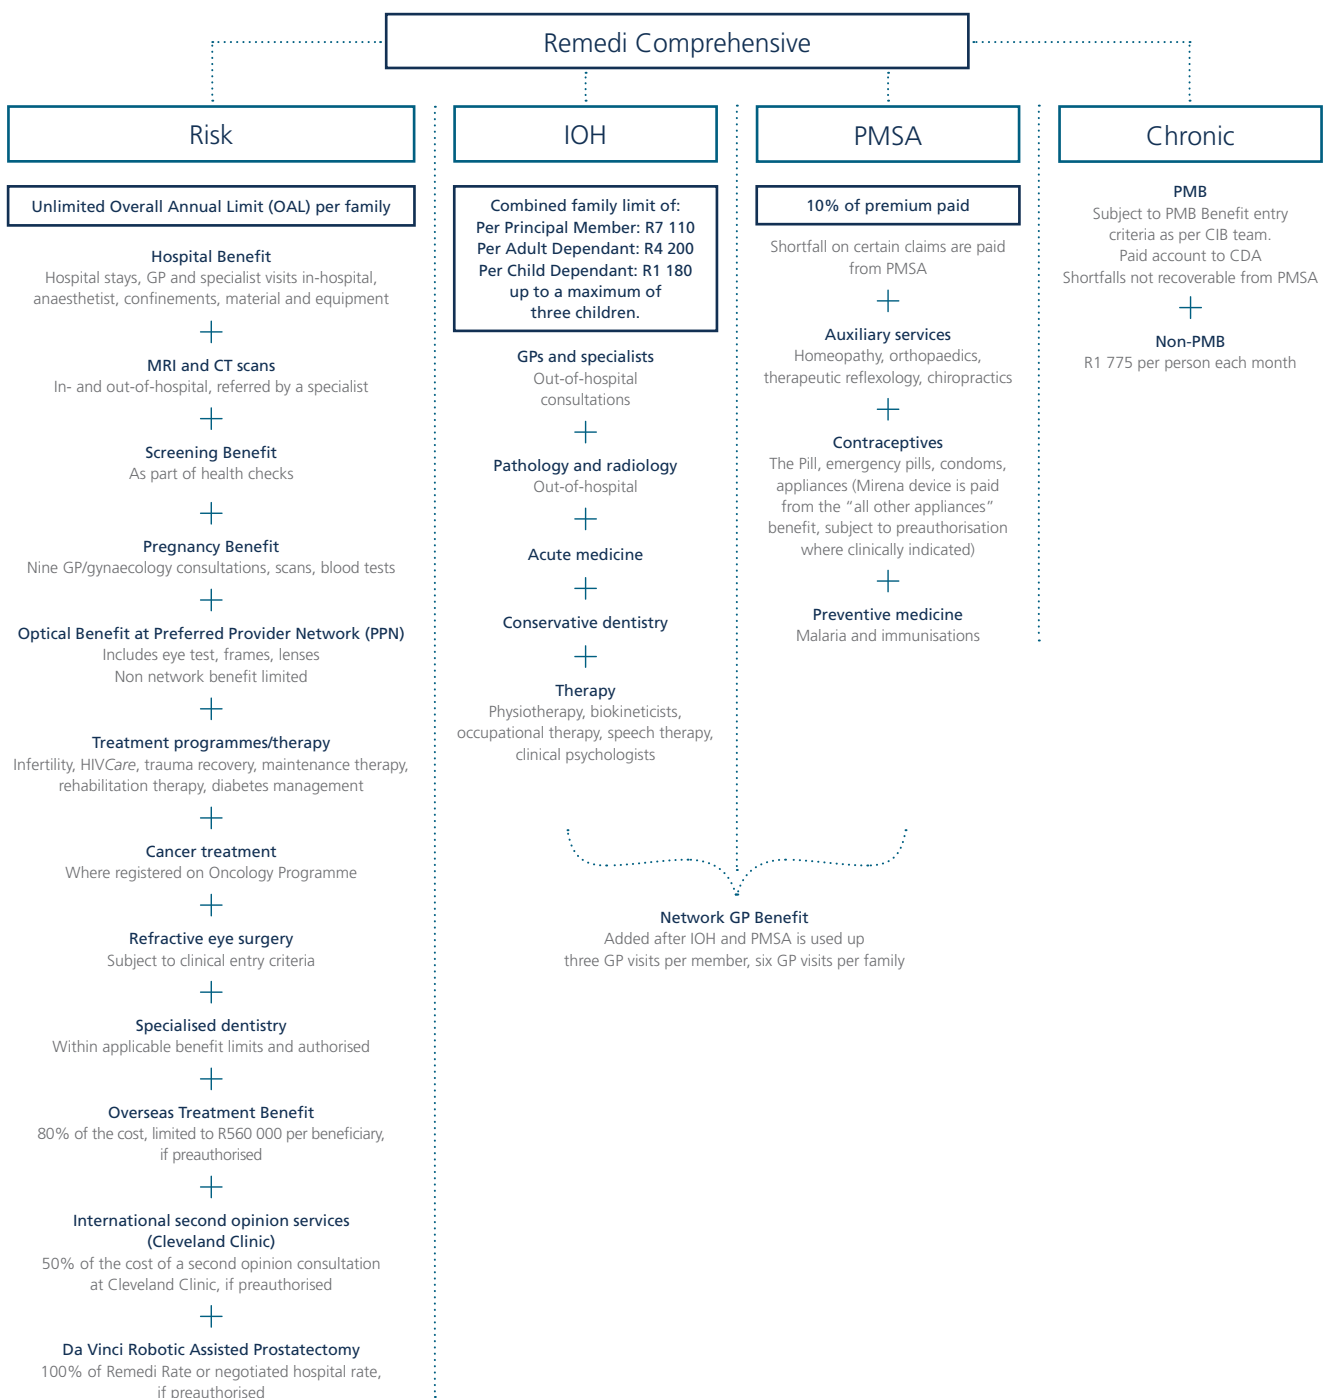 Remedi Comprehensive
Risk
Unlimited Overall Annual Limit (OAL) per family
Hospital Benefit
Hospital stays, GP and specialist visits in-hospital,
anaesthetist, confinements, material and equipment
+
MRI and CT scans
In- and out-of-hospital, referred by a specialist
+
Screening Benefit
As part of health checks
+
Pregnancy Benefit
Nine GP/gynaecology consultations, scans, blood tests
+
Optical Benefit at Preferred Provider Network (PPN)
Includes eye test, frames, lenses
Non network benefit limited
+
Treatment programmes/therapy
Infertility, HIVCare, trauma recovery, maintenance therapy,
rehabilitation therapy, diabetes management
+
Cancer treatment
Where registered on Oncology Programme
+
Refractive eye surgery
Subject to clinical entry criteria
+
Specialised dentistry
Within applicable benefit limits and authorised
+
Overseas Treatment Benefit
80% of the cost, limited to R560 000 per beneficiary,
if preauthorised
+
International second opinion services
(Cleveland Clinic)
50% of the cost of a second opinion consultation
at Cleveland Clinic, if preauthorised
+
Da Vinci Robotic Assisted Prostatectomy
100% of Remedi Rate or negotiated hospital rate,
if preauthorised
IOH
Combined family limit of:
Per Principal Member: R7 110
Per Adult Dependant: R4 200
Per Child Dependant: R1 180
up to a maximum of
three children.
GPs and specialists
Out-of-hospital
consultations
+
Pathology and radiology
Out-of-hospital
+
Acute medicine
+
Conservative dentistry
+
Therapy
Physiotherapy, biokineticists,
occupational therapy, speech therapy,
clinical psychologists
PMSA
10% of premium paid
Shortfall on certain claims are paid
from PMSA
+
Auxiliary services
Homeopathy, orthopaedics,
therapeutic reflexology, chiropractics
+
Contraceptives
The Pill, emergency pills, condoms,
appliances (Mirena device is paid
from the “all other appliances”
benefit, subject to preauthorisation
where clinically indicated)
+
Preventive medicine
Malaria and immunisations
Network GP Benefit
Added after IOH and PMSA is used up
three GP visits per member, six GP visits per family
Chronic
PMB
Subject to PMB Benefit entry
criteria as per CIB team.
Paid account to CDA
Shortfalls not recoverable from PMSA
+
Non-PMB
R1 775 per person each month